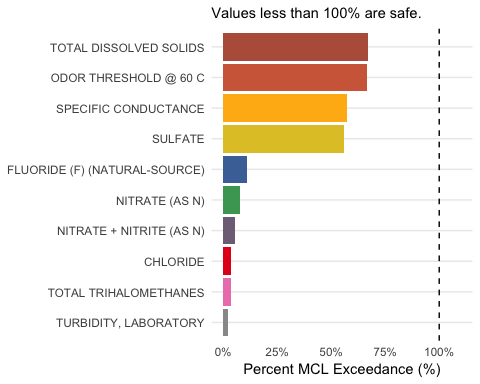 Values less than 100% are safe.
TOTAL DISSOLVED SOLIDS
ODOR THRESHOLD @ 60 C
SPECIFIC CONDUCTANCE
SULFATE
FLUORIDE (F) (NATURAL-SOURCE)
NITRATE (AS N)
NITRATE + NITRITE (AS N)
CHLORIDE
TOTAL TRIHALOMETHANES
TURBIDITY, LABORATORY
0% 25% 50% 75% 100%
Percent MCL Exceedance (%)